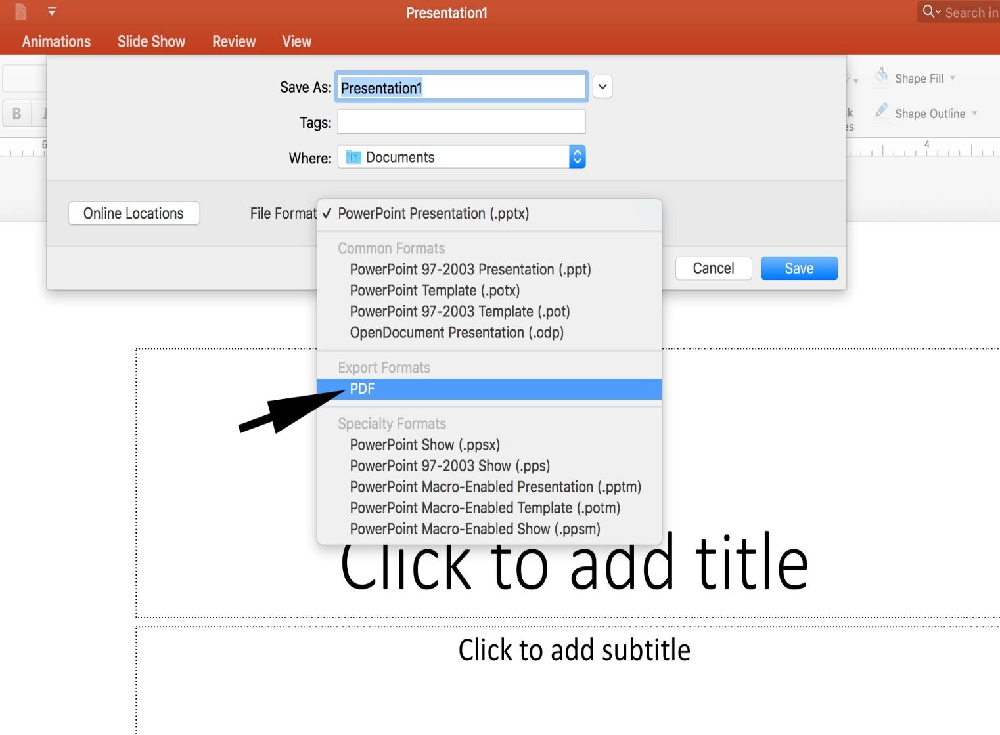 Presentation1
Search in
Animations Slide Show Review View
Save As: Presentation1
Shape Fill
Tags:
B
Shape Outline
Where: Documents
6
4
Online Locations
File Format
✓ PowerPoint Presentation (.pptx)
Common Formats
PowerPoint 97-2003 Presentation (.ppt)
PowerPoint Template (.potx)
PowerPoint 97-2003 Template (.pot)
OpenDocument Presentation (.odp)
Export Formats
PDF
Specialty Formats
PowerPoint Show (.ppsx)
PowerPoint 97-2003 Show (.pps)
PowerPoint Macro-Enabled Presentation (.pptm)
PowerPoint Macro-Enabled Template (.potm)
PowerPoint Macro-Enabled Show (.ppsm)
Cancel Save
Click to add title
Click to add subtitle